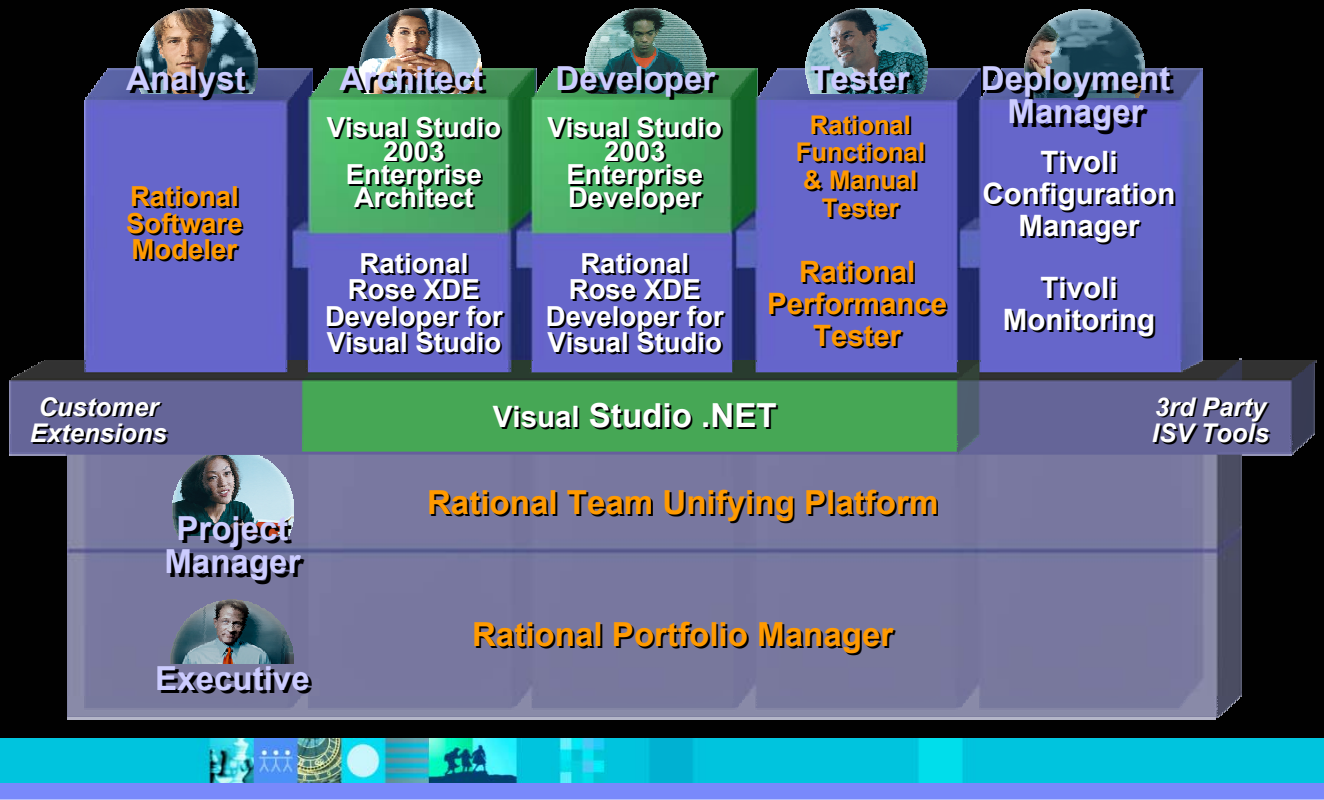 Analyst
Rational
Software
Modeler
Architect
Visual Studio
2003
Enterprise
Architect
Rational
Rose XDE
Developer for
Visual Studio
Developer
Visual Studio
2003
Enterprise
Developer
Rational
Rose XDE
Developer for
Visual Studio
Tester
Rational
Functional
& Manual
Tester
Rational
Performance
Tester
Deployment
Manager
Tivoli
Configuration
Manager
Tivoli
Monitoring
Customer
Extensions
Visual Studio .NET
3rd Party
ISV Tools
Project
Manager
Rational Team Unifying Platform
Executive
Rational Portfolio Manager